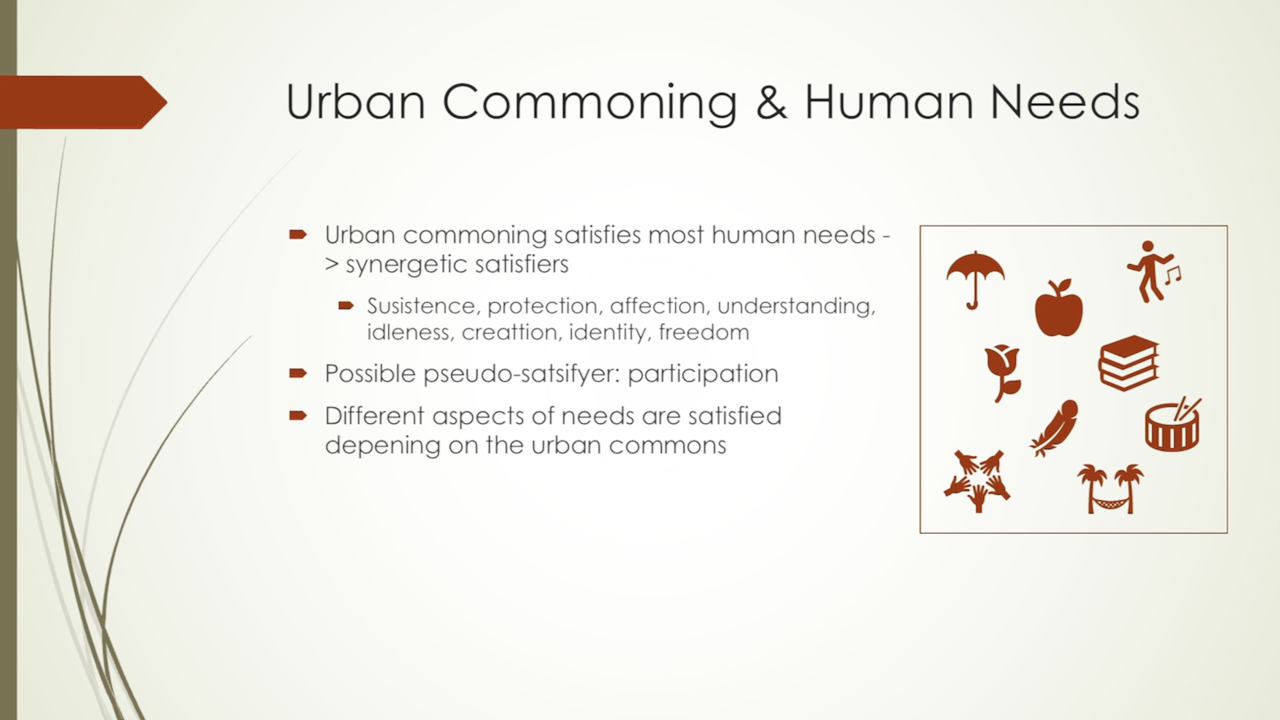 Urban Commoning & Human Needs
Urban commoning satisfies most human needs -
> synergetic satisfiers
Susistence, protection, affection, understanding,
idleness, creattion, identity, freedom
Possible pseudo-satsifyer: participation
Different aspects of needs are satisfied
depening on the urban commons